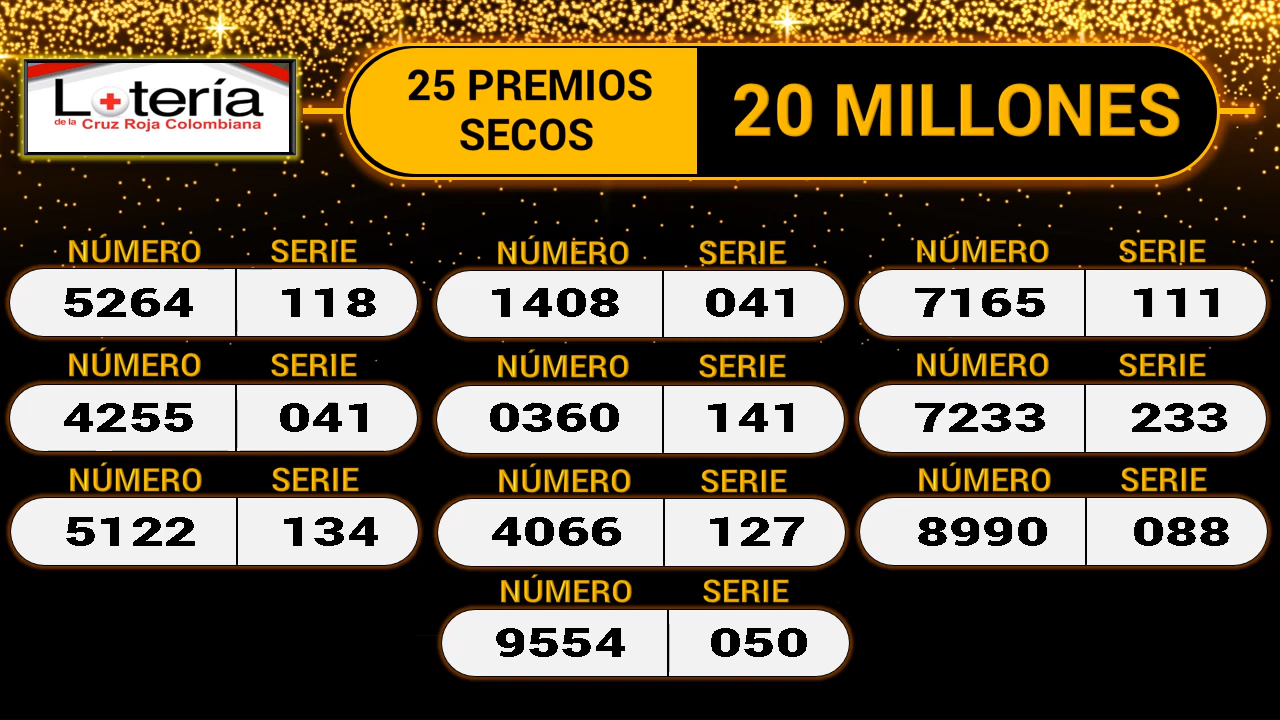 Lotería
de la Cruz Roja Colombiana
25 PREMIOS
SECOS
20 MILLONES
NÚMERO SERIE NÚMERO SERIE NÚMERO SERIE
5264 118 1408 041 7165 111
NÚMERO SERIE NÚMERO SERIE NÚMERO SERIE
4255 041 0360 141 7233 233
NÚMERO SERIE NÚMERO SERIE NÚMERO SERIE
5122 134 4066 127 8990 088
NÚMERO SERIE
9554 050